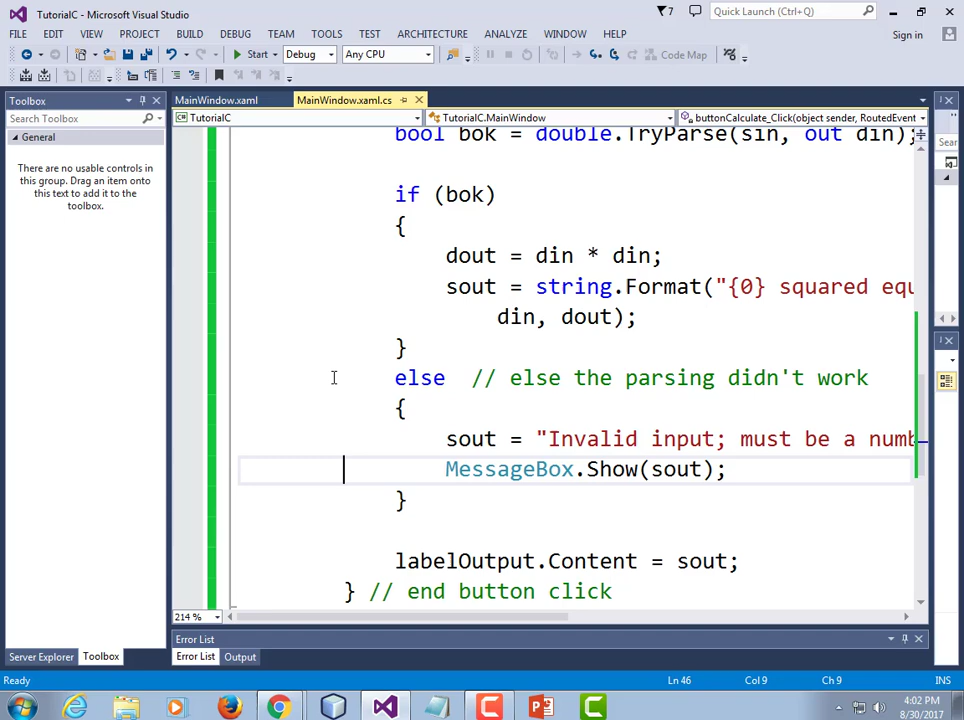 TutorialC - Microsoft Visual Studio
7
Quick Launch (Ctrl+Q)
FILE EDIT VIEW PROJECT BUILD DEBUG TEAM TOOLS TEST ARCHITECTURE ANALYZE WINDOW HELP
Sign in
Start Debug Any CPU Code Map
Toolbox
MainWindow.xaml MainWindow.xaml.cs
Search Toolbox
TutorialC TutorialC.MainWindow buttonCalculate_Click(object sender, RoutedEvent
General
There are no usable controls in
this group. Drag an item onto
this text to add it to the
toolbox.
Sear
bool bok = double.TryParse(sin, out din);
if (bok)
{
dout = din * din;
sout = string.Format("{0} squared equ
din, dout);
}
else // else the parsing didn't work
{
sout = "Invalid input; must be a numb
MessageBox.Show(sout);
}
labelOutput.Content = sout;
} // end button click
214 %
Error List
Server Explorer Toolbox
Error List Output
Ready
Ln 46 Col 9 Ch 9 INS
4:02 PM
8/30/2017